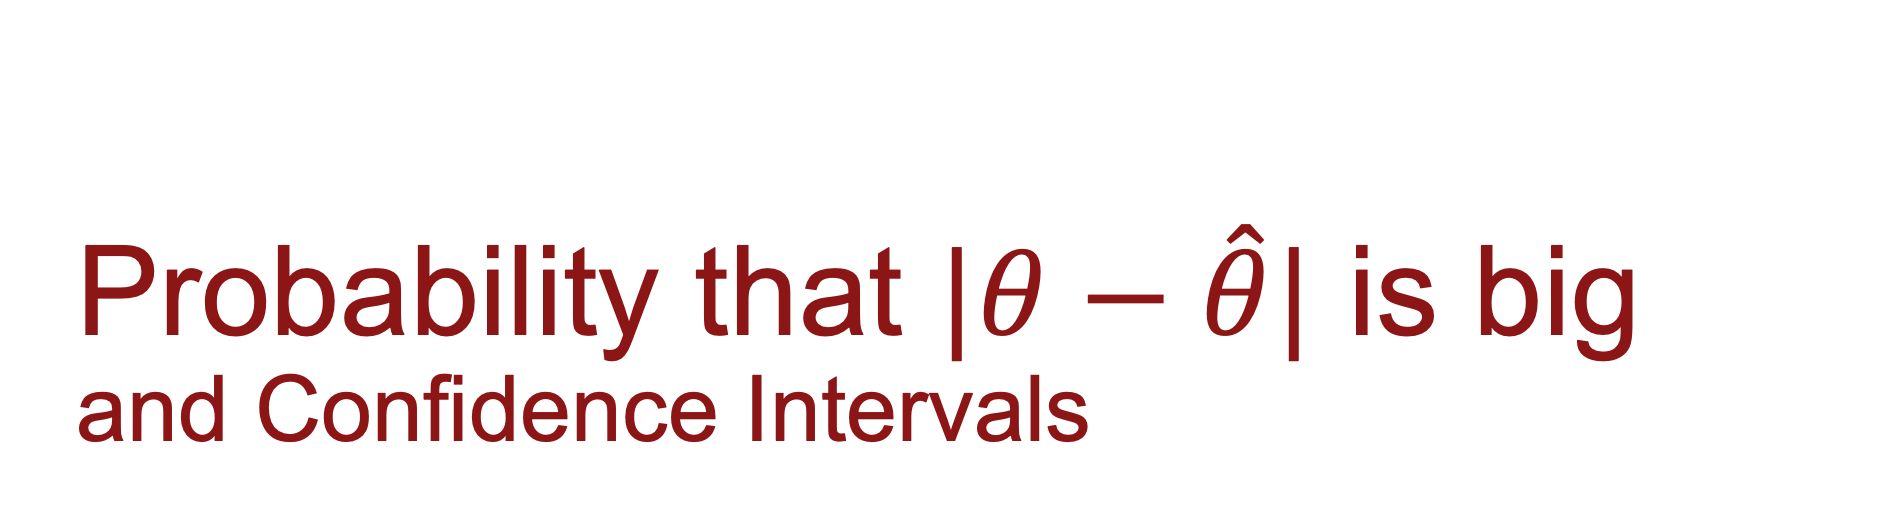 Probability that |θ − θ̂| is big
and Confidence Intervals